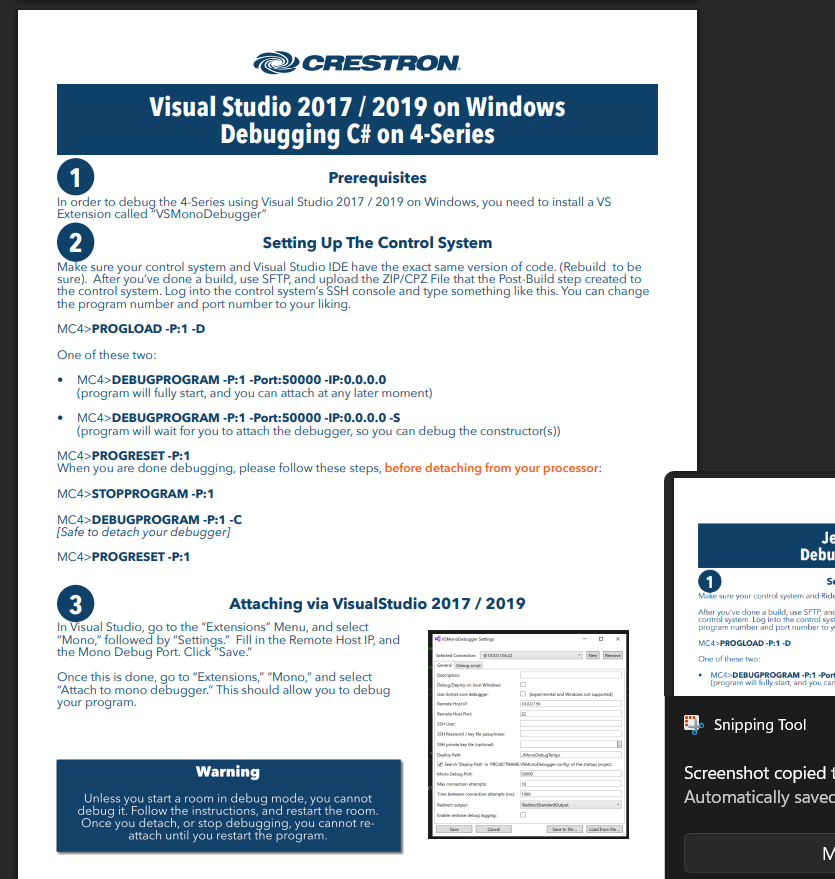 CRESTRON
Visual Studio 2017 / 2019 on Windows
Debugging C# on 4-Series
1
Prerequisites
In order to debug the 4-Series using Visual Studio 2017 / 2019 on Windows, you need to install a VS
Extension called "VSMonoDebugger"
2
Setting Up The Control System
Make sure your control system and Visual Studio IDE have the exact same version of code. (Rebuild to be
sure). After you've done a build, use SFTP, and upload the ZIP/CPZ File that the Post-Build step created to
the control system. Log into the control system's SSH console and type something like this. You can change
the program number and port number to your liking.
MC4>PROGLOAD -P:1 -D
One of these two:
• MC4>DEBUGPROGRAM -P:1 -Port:50000 -IP:0.0.0.0
(program will fully start, and you can attach at any later moment)
• MC4>DEBUGPROGRAM -P:1 -Port:50000 -IP:0.0.0.0 -S
(program will wait for you to attach the debugger, so you can debug the constructor(s))
MC4>PROGRESET -P:1
When you are done debugging, please follow these steps, before detaching from your processor:
MC4>STOPPROGRAM -P:1
MC4>DEBUGPROGRAM -P:1 -C
[Safe to detach your debugger]
MC4>PROGRESET -P:1
3
Attaching via VisualStudio 2017 / 2019
In Visual Studio, go to the "Extensions" Menu, and select
"Mono," followed by "Settings." Fill in the Remote Host IP, and
the Mono Debug Port. Click "Save."
Once this is done, go to "Extensions," "Mono," and select
"Attach to mono debugger." This should allow you to debug
your program.
Warning
Unless you start a room in debug mode, you cannot
debug it. Follow the instructions, and restart the room.
Once you detach, or stop debugging, you cannot re-
attach until you restart the program.
VSMonoDebugger Settings
Selected Connection: @10.0.0.156:22 New Remove
General Debug script
Description:
Debug/Deploy on local Windows:
Use dotnet core debugger: (experimental and Windows not supported)
Remote Host IP: 10.0.0.156
Remote Host Port: 22
SSH User:
SSH Password / key file passphrase:
SSH private key file (optional):
Deploy Path: ./MonoDebugTemp/
Search 'Deploy Path' in 'PROJECTNAME.VSMonoDebugger.config' of the startup project.
Mono Debug Port: 50000
Max connection attempts: 10
Time between connection attempts (ms): 1000
Redirect output: RedirectStandardOutput
Enable verbose debug logging:
Save Cancel Save to file ... Load from file ...
Je
Debu
1
Se
Make sure your control system and Ride
After you've done a build, use SFTP, and
control system. Log into the control syst
program number and port number to yo
MC4>PROGLOAD -P:1 -D
One of these two:
• MC4>DEBUGPROGRAM -P:1 -Port
(program will fully start, and you can
Snipping Tool
Screenshot copied t
Automatically saved
M